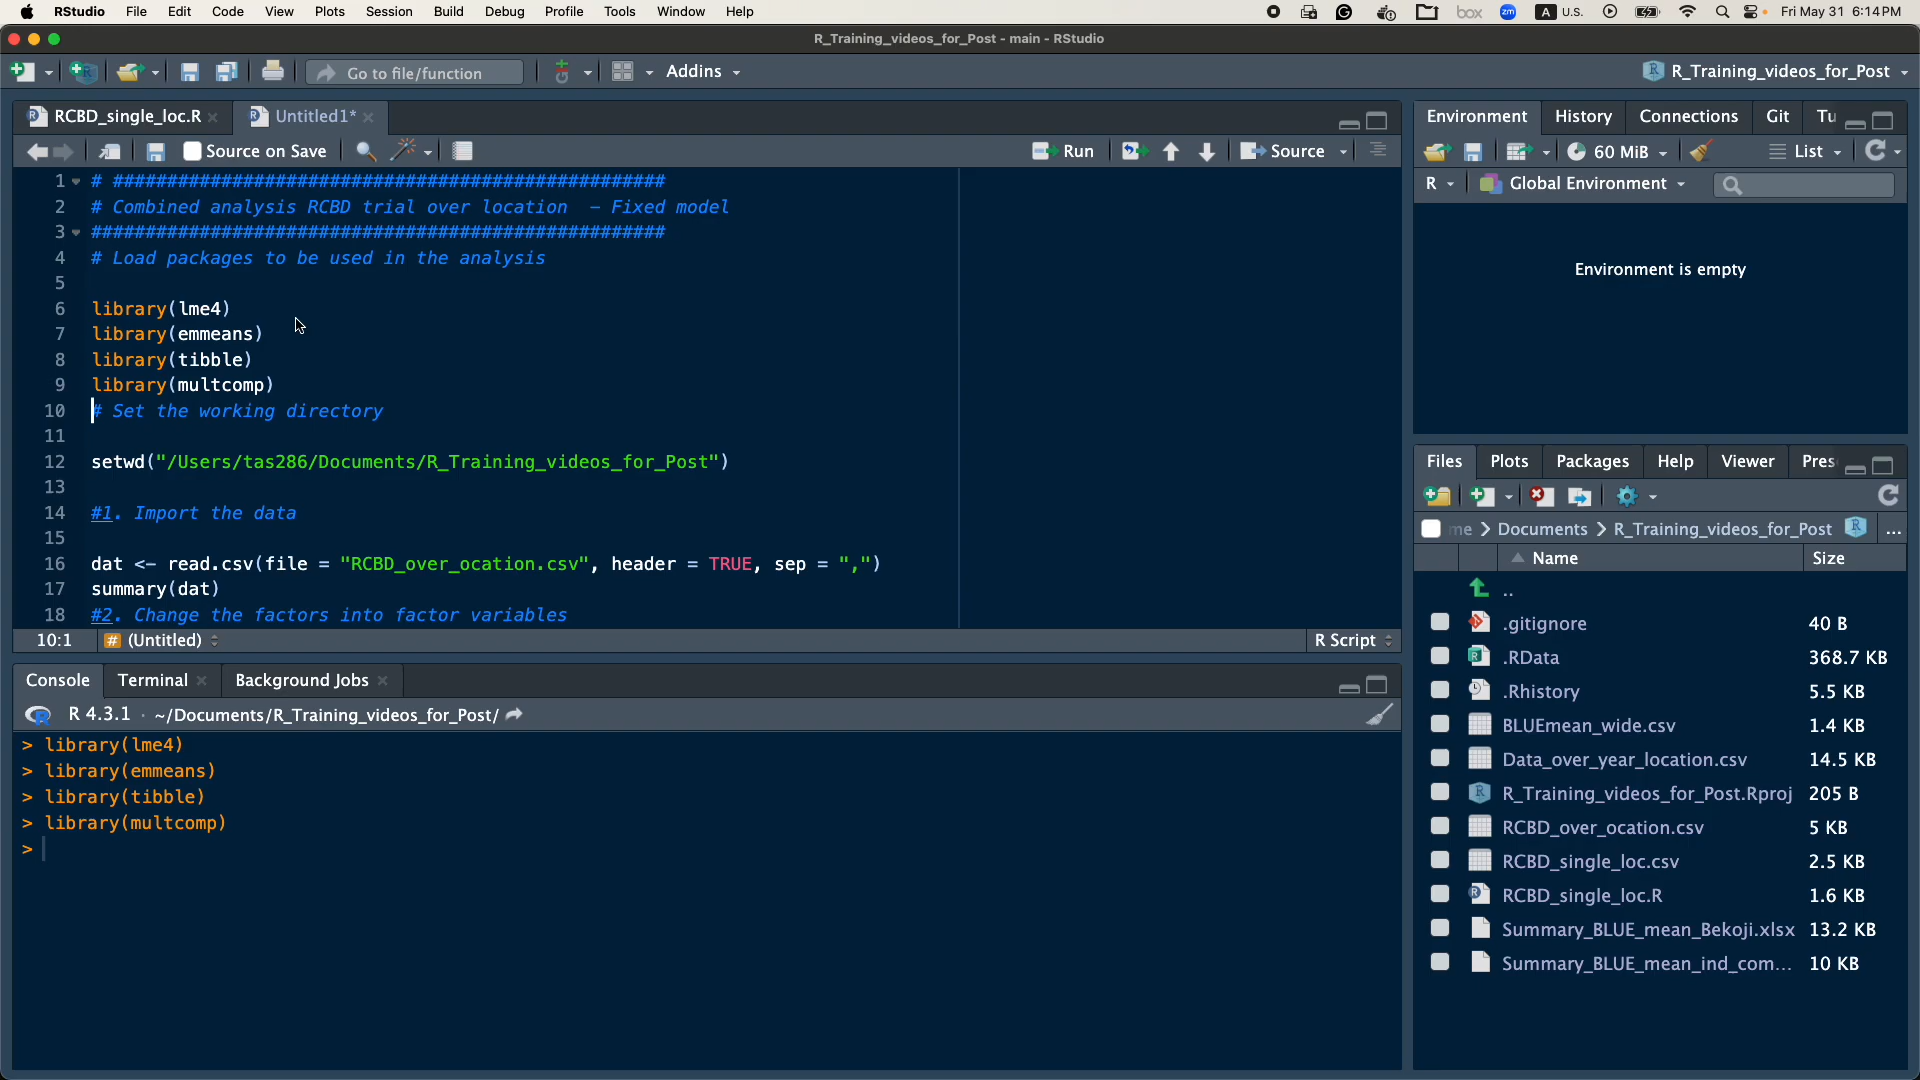 RStudio File Edit Code View Plots Session Build Debug Profile Tools Window Help box zm A U.S. Fri May 31 6:14 PM
R_Training_videos_for_Post - main - RStudio
Go to file/function Addins R_Training_videos_for_Post
RCBD_single_loc.R Untitled1*
Source on Save Run Source
1 # ###################################################
2 # Combined analysis RCBD trial over location – Fixed model
3 #####################################################
4 # Load packages to be used in the analysis
5
6 library(lme4)
7 library(emmeans)
8 library(tibble)
9 library(multcomp)
10 # Set the working directory
11
12 setwd("/Users/tas286/Documents/R_Training_videos_for_Post")
13
14 #1. Import the data
15
16 dat <- read.csv(file = "RCBD_over_ocation.csv", header = TRUE, sep = ",")
17 summary(dat)
18 #2. Change the factors into factor variables
10:1 # (Untitled) R Script
Console Terminal Background Jobs
R 4.3.1 · ~/Documents/R_Training_videos_for_Post/
> library(lme4)
> library(emmeans)
> library(tibble)
> library(multcomp)
>
Environment History Connections Git Tu
60 MiB List
R Global Environment
Environment is empty
Files Plots Packages Help Viewer Pres
me > Documents > R_Training_videos_for_Post ...
Name Size
..
.gitignore 40 B
.RData 368.7 KB
.Rhistory 5.5 KB
BLUEmean_wide.csv 1.4 KB
Data_over_year_location.csv 14.5 KB
R_Training_videos_for_Post.Rproj 205 B
RCBD_over_ocation.csv 5 KB
RCBD_single_loc.csv 2.5 KB
RCBD_single_loc.R 1.6 KB
Summary_BLUE_mean_Bekoji.xlsx 13.2 KB
Summary_BLUE_mean_ind_com... 10 KB